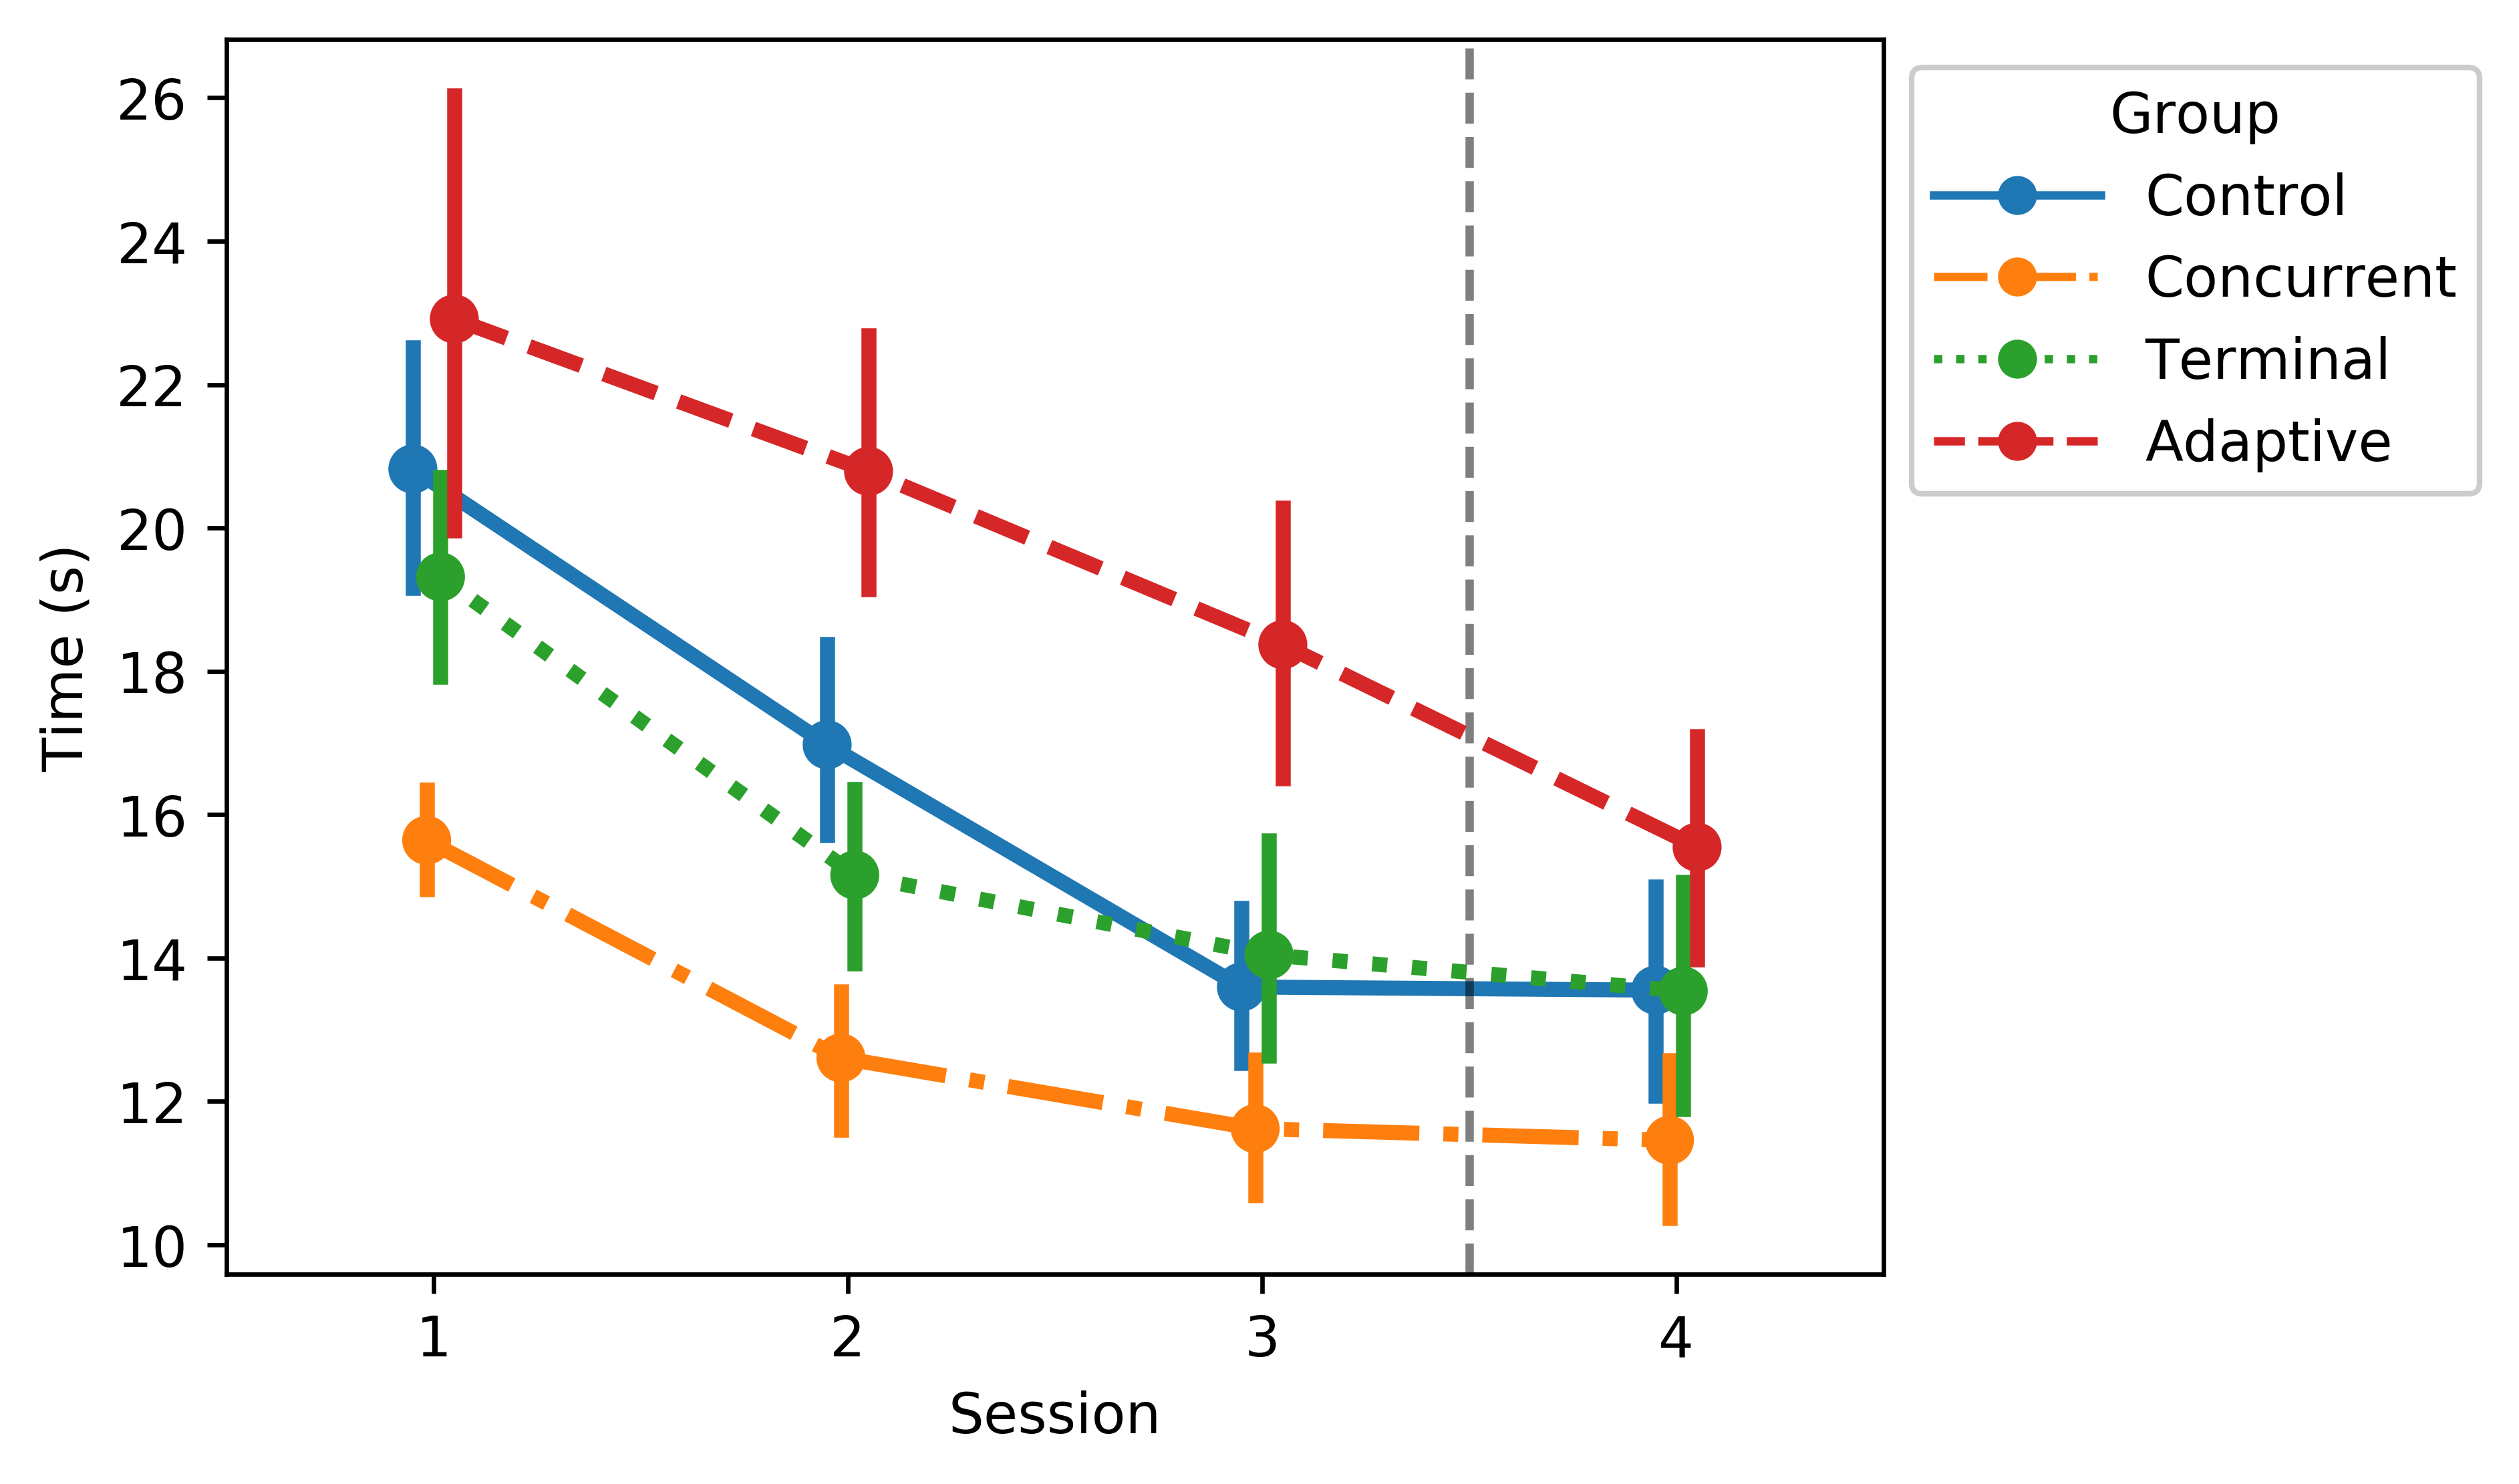 26
24
22
20
18
16
14
12
10
Time (s)
1 2 3 4
Session
Group
Control
Concurrent
Terminal
Adaptive